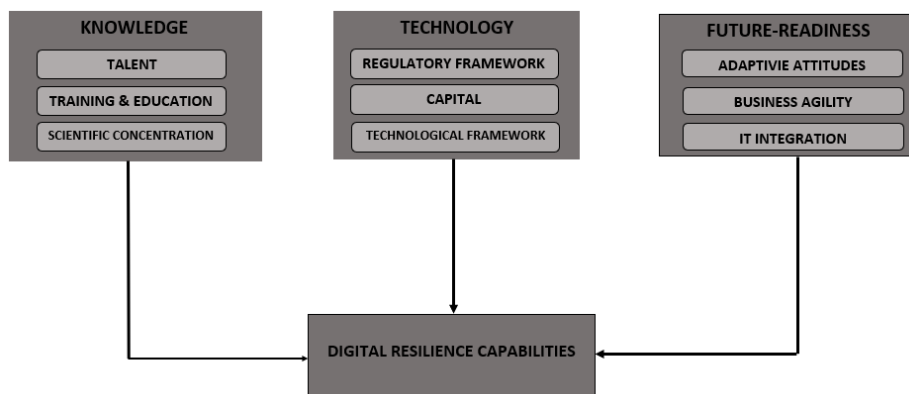 KNOWLEDGE
TALENT
TRAINING & EDUCATION
SCIENTIFIC CONCENTRATION
TECHNOLOGY
REGULATORY FRAMEWORK
CAPITAL
TECHNOLOGICAL FRAMEWORK
FUTURE-READINESS
ADAPTIVIE ATTITUDES
BUSINESS AGILITY
IT INTEGRATION
DIGITAL RESILIENCE CAPABILITIES